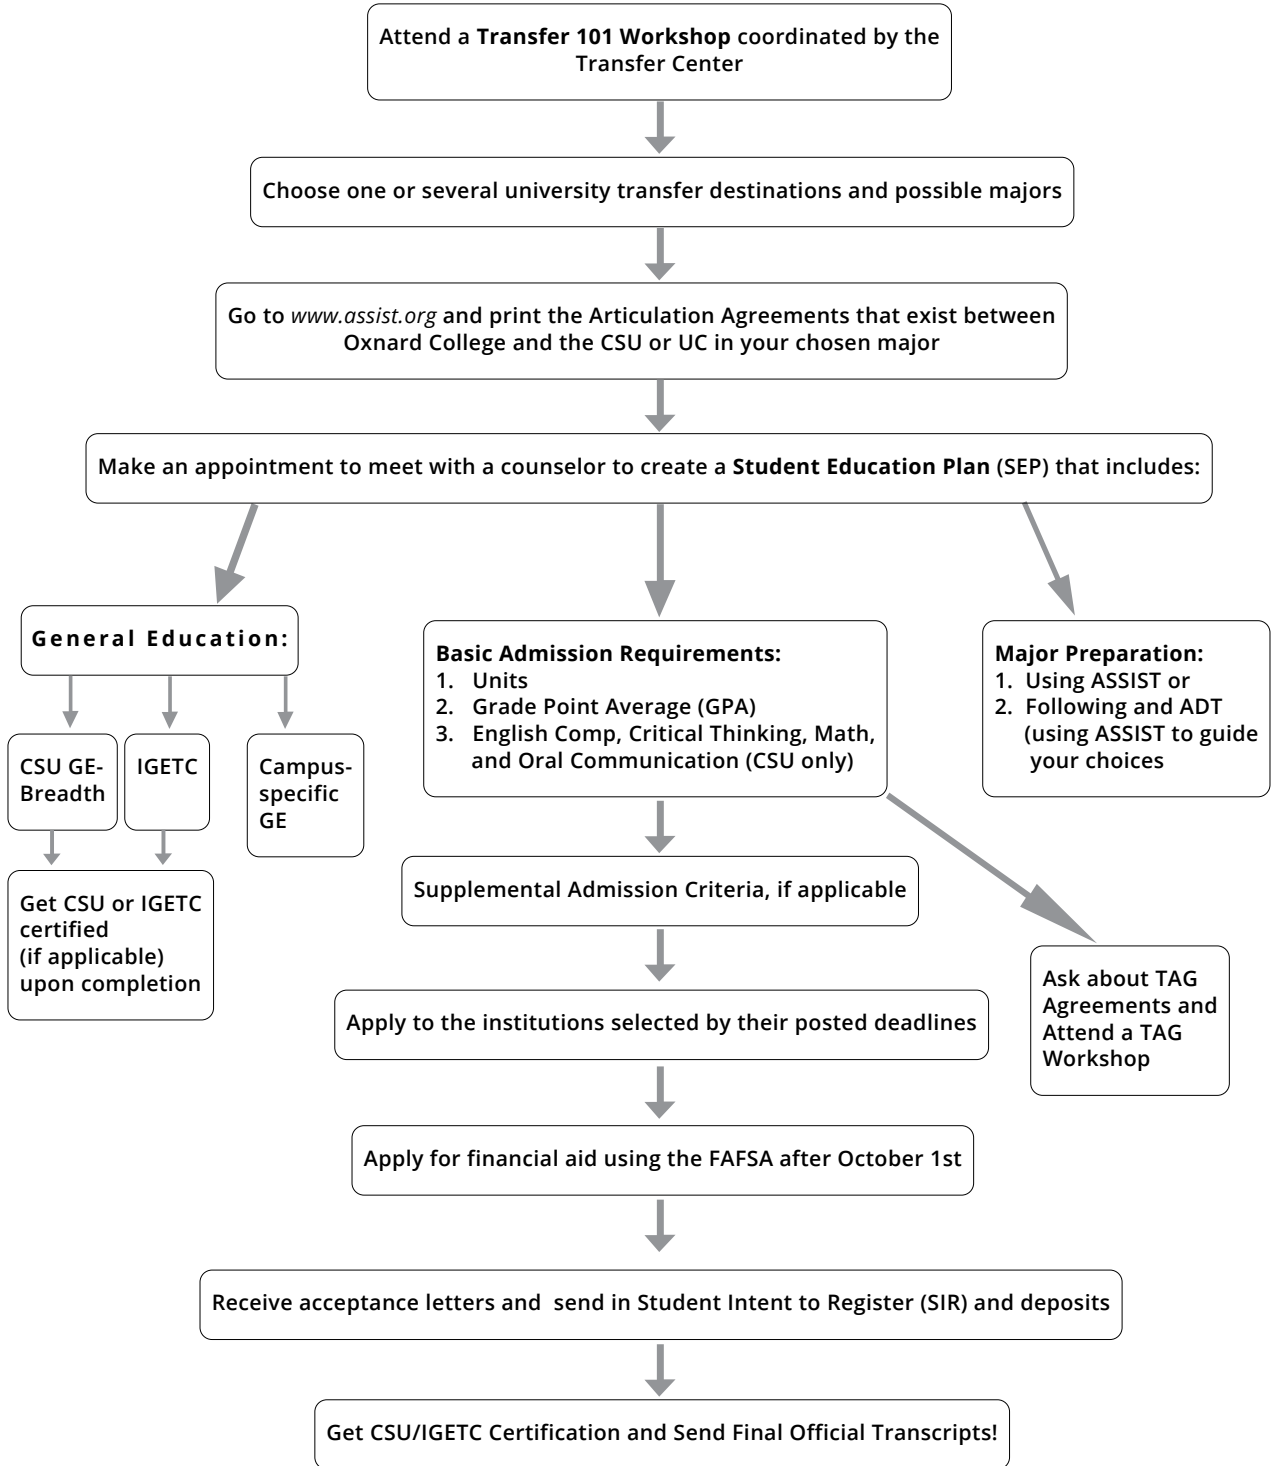 Attend a Transfer 101 Workshop coordinated by the
Transfer Center
Choose one or several university transfer destinations and possible majors
Go to www.assist.org and print the Articulation Agreements that exist between
Oxnard College and the CSU or UC in your chosen major
Make an appointment to meet with a counselor to create a Student Education Plan (SEP) that includes:
General Education:
CSU GE-
Breadth
IGETC
Campus-
specific
GE
Get CSU or IGETC
certified
(if applicable)
upon completion
Basic Admission Requirements:
1. Units
2. Grade Point Average (GPA)
3. English Comp, Critical Thinking, Math,
and Oral Communication (CSU only)
Major Preparation:
1. Using ASSIST or
2. Following and ADT
(using ASSIST to guide
your choices
Supplemental Admission Criteria, if applicable
Ask about TAG
Agreements and
Attend a TAG
Workshop
Apply to the institutions selected by their posted deadlines
Apply for financial aid using the FAFSA after October 1st
Receive acceptance letters and send in Student Intent to Register (SIR) and deposits
Get CSU/IGETC Certification and Send Final Official Transcripts!